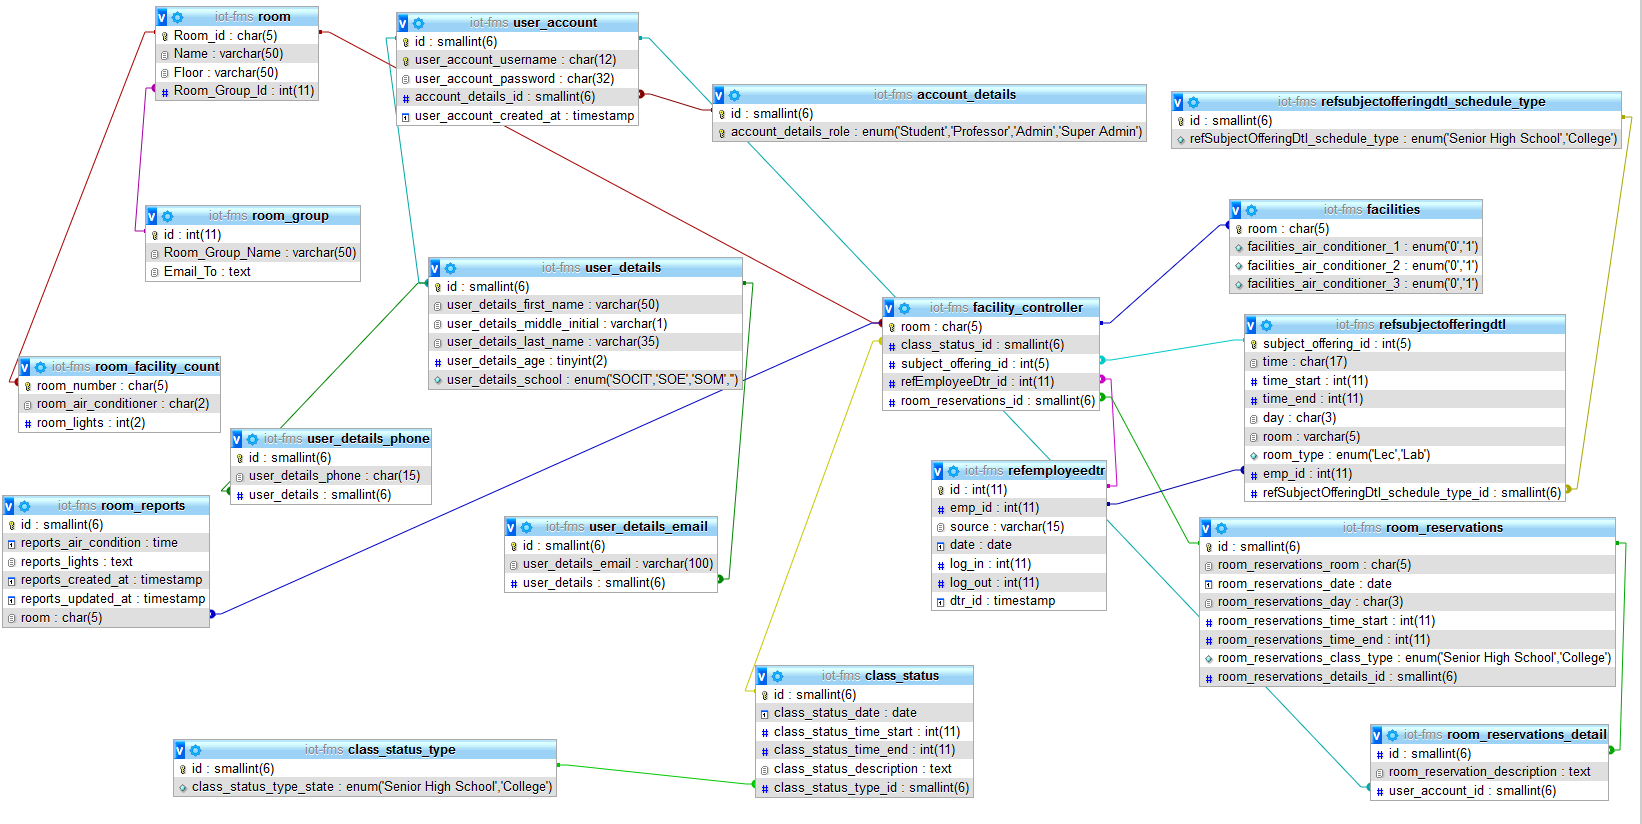 iot-fms room
Room_id : char(5)
Name : varchar(50)
Floor : varchar(50)
Room_Group_Id : int(11)
iot-fms user_account
id : smallint(6)
user_account_username : char(12)
user_account_password : char(32)
account_details_id : smallint(6)
user_account_created_at : timestamp
iot-fms account_details
id : smallint(6)
account_details_role : enum('Student','Professor','Admin','Super Admin')
iot-fms refsubjectofferingdtl_schedule_type
id : smallint(6)
refSubjectOfferingDtl_schedule_type : enum('Senior High School','College')
iot-fms room_group
id : int(11)
Room_Group_Name : varchar(50)
Email_To : text
iot-fms facilities
room : char(5)
facilities_air_conditioner_1 : enum('0','1')
facilities_air_conditioner_2 : enum('0','1')
facilities_air_conditioner_3 : enum('0','1')
iot-fms user_details
id : smallint(6)
user_details_first_name : varchar(50)
user_details_middle_initial : varchar(1)
user_details_last_name : varchar(35)
user_details_age : tinyint(2)
user_details_school : enum('SOCIT','SOE','SOM','')
iot-fms facility_controller
room : char(5)
class_status_id : smallint(6)
subject_offering_id : int(5)
refEmployeeDtr_id : int(11)
room_reservations_id : smallint(6)
iot-fms refsubjectofferingdtl
subject_offering_id : int(5)
time : char(17)
time_start : int(11)
time_end : int(11)
day : char(3)
room : varchar(5)
room_type : enum('Lec','Lab')
emp_id : int(11)
refSubjectOfferingDtl_schedule_type_id : smallint(6)
iot-fms room_facility_count
room_number : char(5)
room_air_conditioner : char(2)
room_lights : int(2)
iot-fms user_details_phone
id : smallint(6)
user_details_phone : char(15)
user_details : smallint(6)
iot-fms refemployeedtr
id : int(11)
emp_id : int(11)
source : varchar(15)
date : date
log_in : int(11)
log_out : int(11)
dtr_id : timestamp
iot-fms room_reports
id : smallint(6)
reports_air_condition : time
reports_lights : text
reports_created_at : timestamp
reports_updated_at : timestamp
room : char(5)
iot-fms user_details_email
id : smallint(6)
user_details_email : varchar(100)
user_details : smallint(6)
iot-fms room_reservations
id : smallint(6)
room_reservations_room : char(5)
room_reservations_date : date
room_reservations_day : char(3)
room_reservations_time_start : int(11)
room_reservations_time_end : int(11)
room_reservations_class_type : enum('Senior High School','College')
room_reservations_details_id : smallint(6)
iot-fms class_status
id : smallint(6)
class_status_date : date
class_status_time_start : int(11)
class_status_time_end : int(11)
class_status_description : text
class_status_type_id : smallint(6)
iot-fms class_status_type
id : smallint(6)
class_status_type_state : enum('Senior High School','College')
iot-fms room_reservations_detail
id : smallint(6)
room_reservation_description : text
user_account_id : smallint(6)